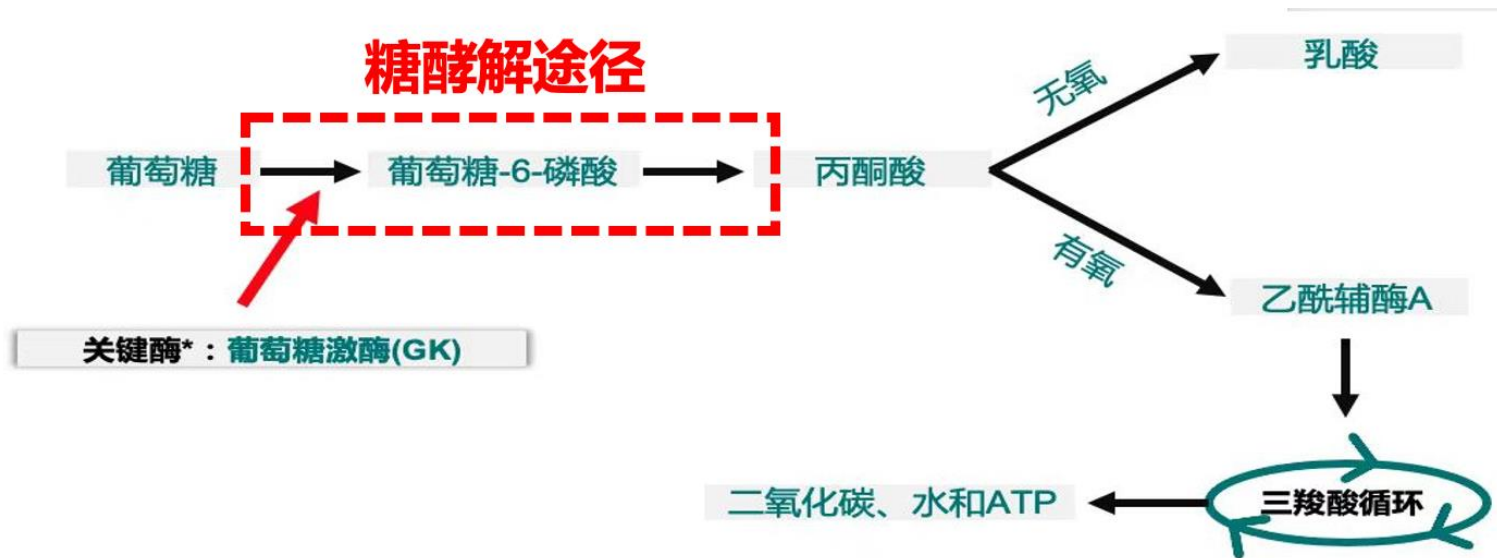 糖酵解途径
无氧
乳酸
葡萄糖
葡萄糖-6-磷酸
丙酮酸
有氧
乙酰辅酶A
关键酶*：葡萄糖激酶(GK)
三羧酸循环
二氧化碳、水和ATP